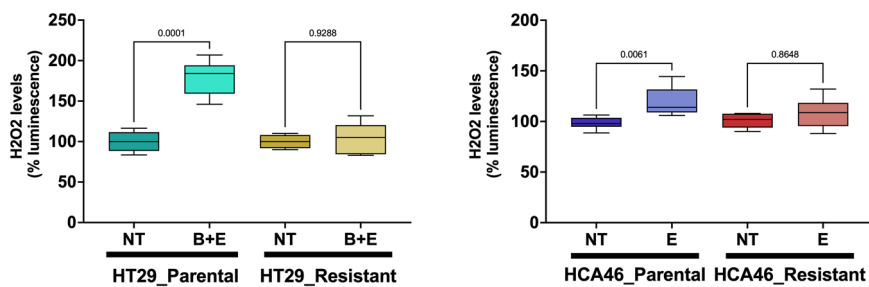 H2O2 levels
(% luminescence)
250
200
150
100
50
0
0.0001
0.9288
NT
B+E
NT
B+E
HT29_Parental
HT29_Resistant
H2O2 levels
(% luminescence)
200
150
100
50
0
0.0061
0.8648
NT
E
NT
E
HCA46_Parental
HCA46_Resistant